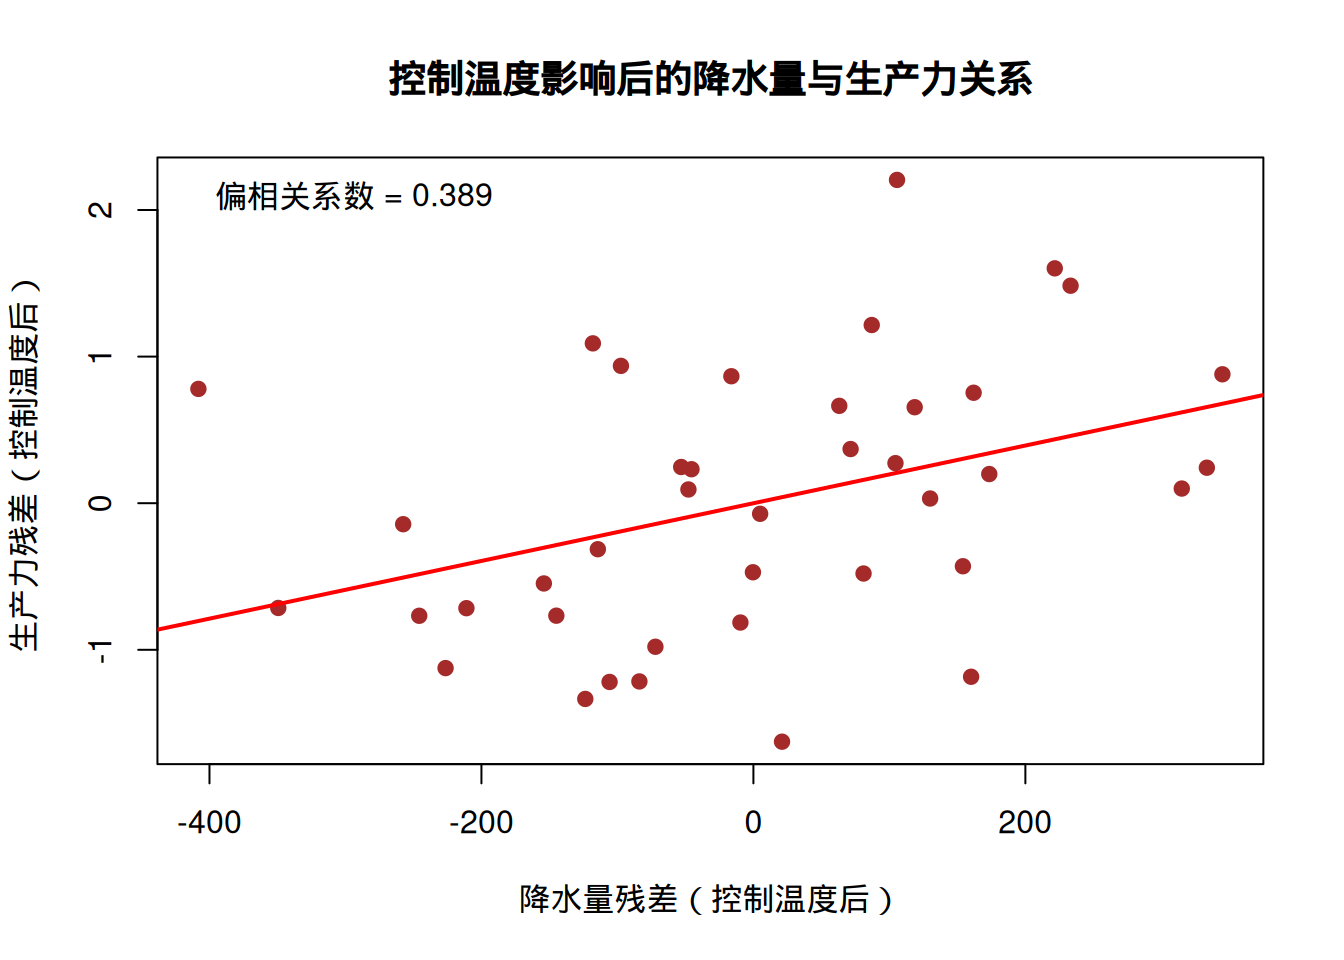 控制温度影响后的降水量与生产力关系
偏相关系数 = 0.389
生产力残差（控制温度后）
2
1
0
-1
-400 -200 0 200
降水量残差（控制温度后）